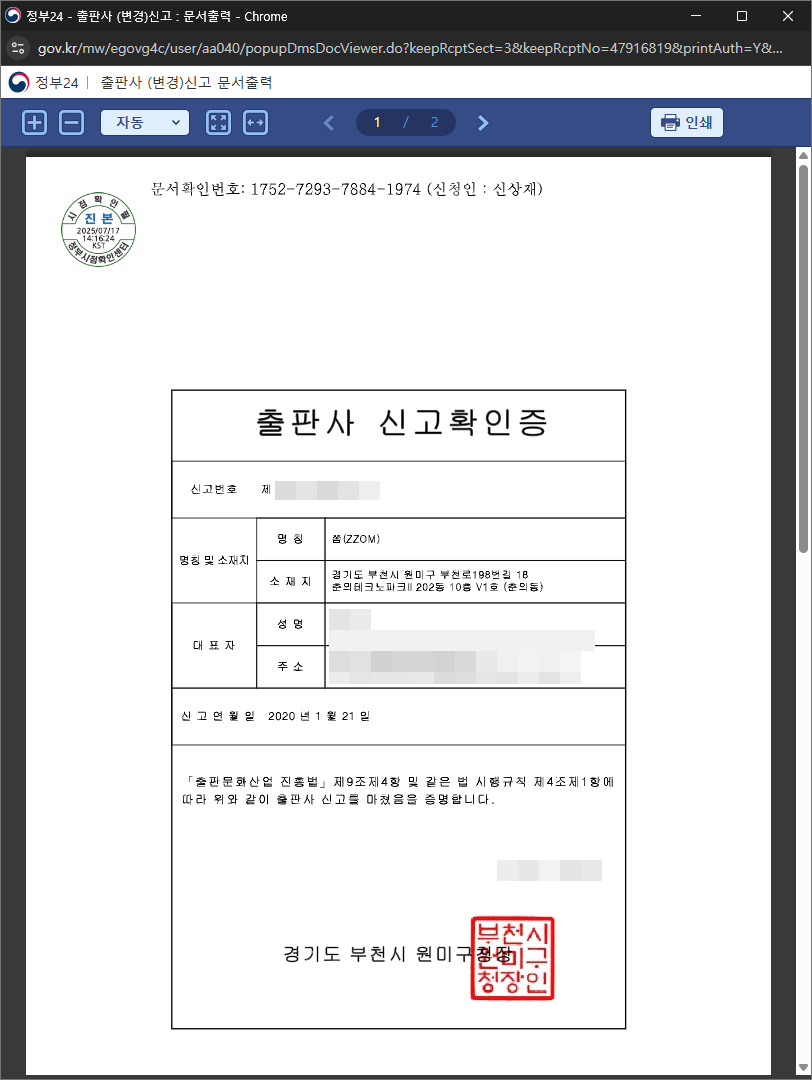 정부24 - 출판사 (변경)신고 : 문서출력 - Chrome
gov.kr/mw/egovg4c/user/aa040/popupDmsDocViewer.do?keepRcptSect=3&keepRcptNo=47916819&printAuth=Y&...
정부24 | 출판사 (변경)신고 문서출력
자동
1 / 2
인쇄
문서확인번호: 1752-7293-7884-1974 (신청인 : 신상재)
시점확인필
진본
2025/07/17
14:16:24
KST
정부시점확인센터
출판사 신고확인증
신고번호 제
명칭 및 소재지
명 칭 쫌(ZZOM)
소 재 지 경기도 부천시 원미구 부천로198번길 18
춘의테크노파크II 202동 10층 V1호 (춘의동)
대 표 자
성 명
주 소
신 고 연 월 일 2020 년 1 월 21 일
「출판문화산업 진흥법」 제9조제4항 및 같은 법 시행규칙 제4조제1항에
따라 위와 같이 출판사 신고를 마쳤음을 증명합니다.
경기도 부천시 원미구청장
부천시
원미구
청장인